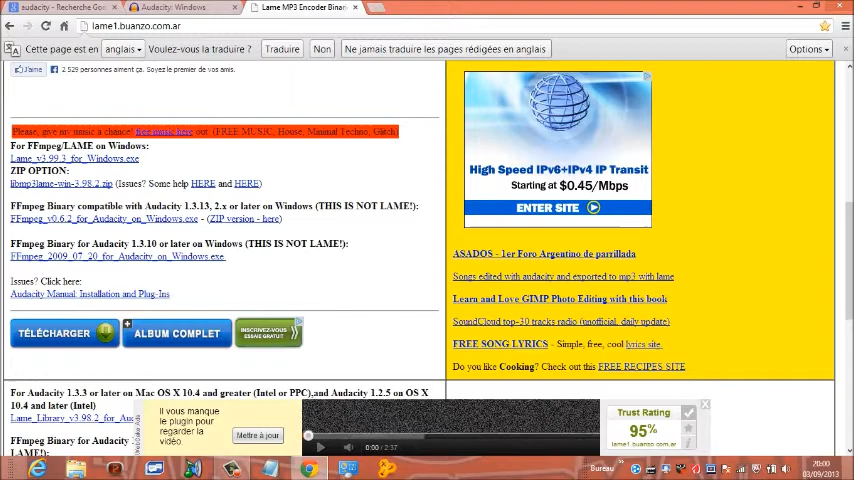 audacity - Recherche Goo
Audacity: Windows
Lame MP3 Encoder Binari
lame1.buanzo.com.ar
Cette page est en anglais Voulez-vous la traduire ? Traduire Non Ne jamais traduire les pages rédigées en anglais Options
J'aime 2 529 personnes aiment ça. Soyez le premier de vos amis.
Please, give my music a chance! free music here out. (FREE MUSIC, House, Minimal Techno, Glitch)
For FFmpeg/LAME on Windows:
Lame_v3.99.3_for_Windows.exe
ZIP OPTION:
libmp3lame-win-3.98.2.zip (Issues? Some help HERE and HERE)
FFmpeg Binary compatible with Audacity 1.3.13, 2.x or later on Windows (THIS IS NOT LAME!):
FFmpeg_v0.6.2_for_Audacity_on_Windows.exe - (ZIP version - here)
FFmpeg Binary for Audacity 1.3.10 or later on Windows (THIS IS NOT LAME!):
FFmpeg_2009_07_20_for_Audacity_on_Windows.exe
Issues? Click here:
Audacity Manual: Installation and Plug-Ins
TÉLÉCHARGER
ALBUM COMPLET
INSCRIVEZ-VOUS
ESSAIE GRATUIT
For Audacity 1.3.3 or later on Mac OS X 10.4 and greater (Intel or PPC),and Audacity 1.2.5 on OS X
10.4 and later (Intel)
Lame_Library_v3.98.2_for_Au
FFmpeg Binary for Audacity
LAME!):
High Speed IPv6+IPv4 IP Transit
Starting at $0.45/Mbps
ENTER SITE
ASADOS - 1er Foro Argentino de parrillada
Songs edited with audacity and exported to mp3 with lame
Learn and Love GIMP Photo Editing with this book
SoundCloud top-30 tracks radio (unofficial, daily update)
FREE SONG LYRICS - Simple, free, cool lyrics site.
Do you like Cooking? Check out this FREE RECIPES SITE
Il vous manque
le plugin pour
regarder la
vidéo
Mettre à jour
0:00 / 2:37
Trust Rating
95%
lame1.buanzo.com.ar
Bureau
20:00
03/09/2013